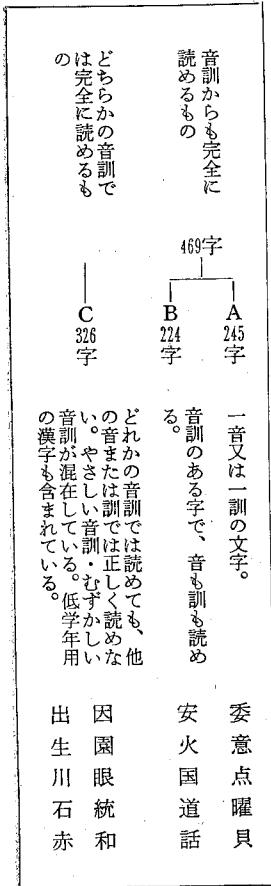 音訓からも完全に
読めるもの
469字
A
245
字
一音又は一訓の文字。
委意点曜貝
B
224
字
音訓のある字で、音も訓も読め
る。
安火国道話
どちらかの音訓で
は完全に読めるも
の
C
326
字
どれかの音訓では読めても、他
の音または訓では正しく読めな
い。やさしい音訓・むずかしい
音訓が混在している。低学年用
の漢字も含まれている。
因園眼統和
出生川石赤